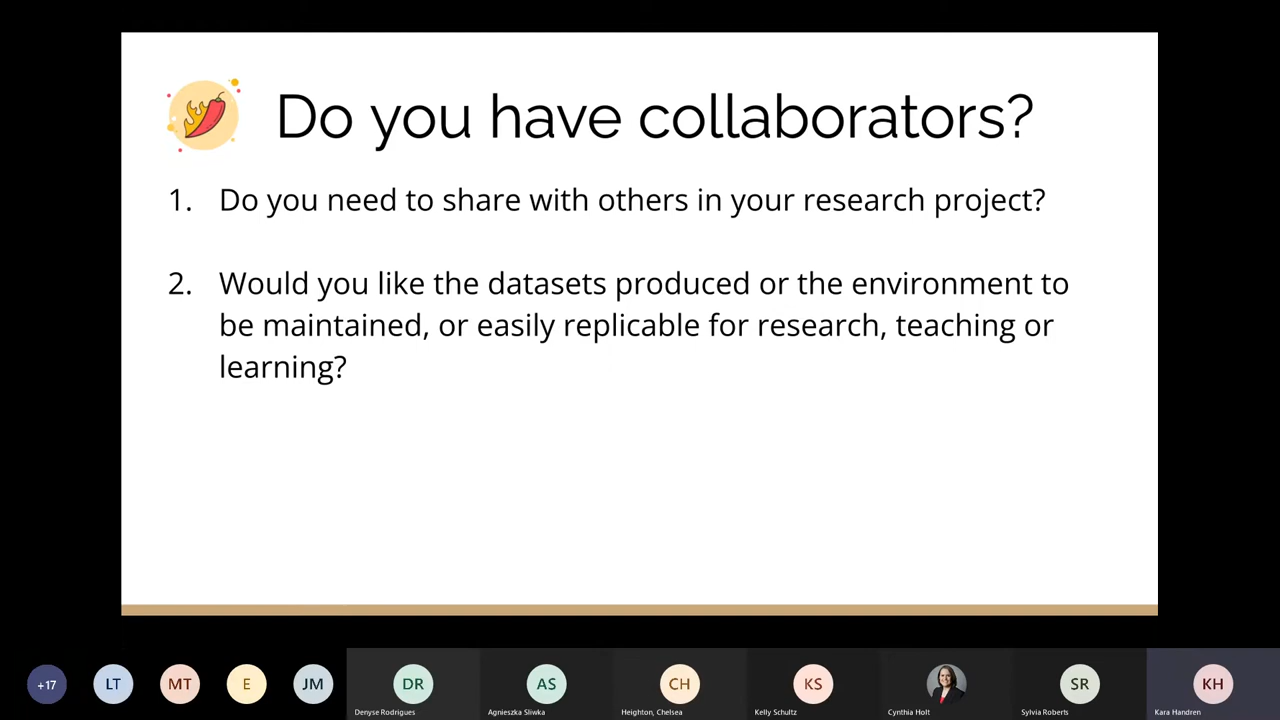 Do you have collaborators?
1. Do you need to share with others in your research project?
2. Would you like the datasets produced or the environment to
be maintained, or easily replicable for research, teaching or
learning?
+17
LT
MT
E
JM
DR
Denyse Rodrigues
AS
Agnieszka Sliwka
CH
Heighton, Chelsea
KS
Kelly Schultz
Cynthia Holt
SR
Sylvia Roberts
KH
Kara Handren